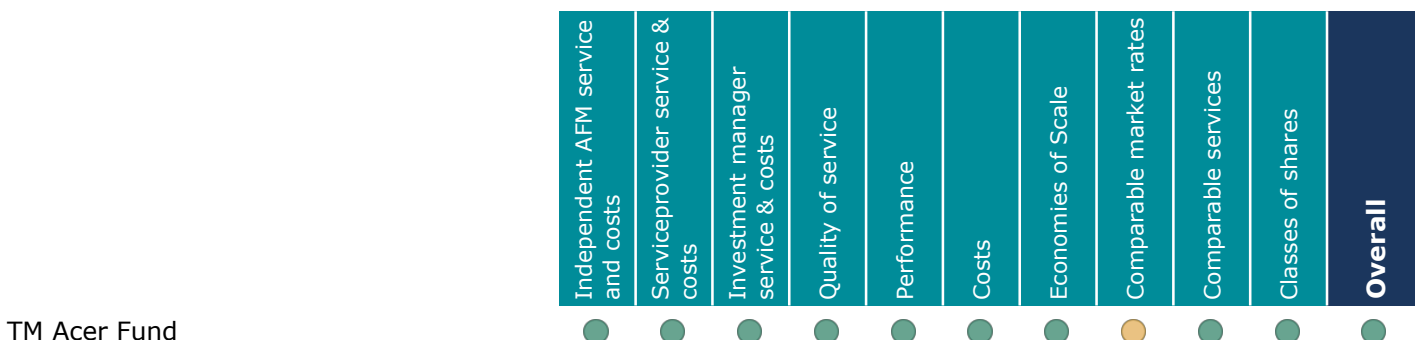 Independent AFM service
and costs
Serviceprovider service &
costs
Investment manager
service & costs
Quality of service
Performance
Costs
Economies of Scale
Comparable market rates
Comparable services
Classes of shares
Overall
TM Acer Fund